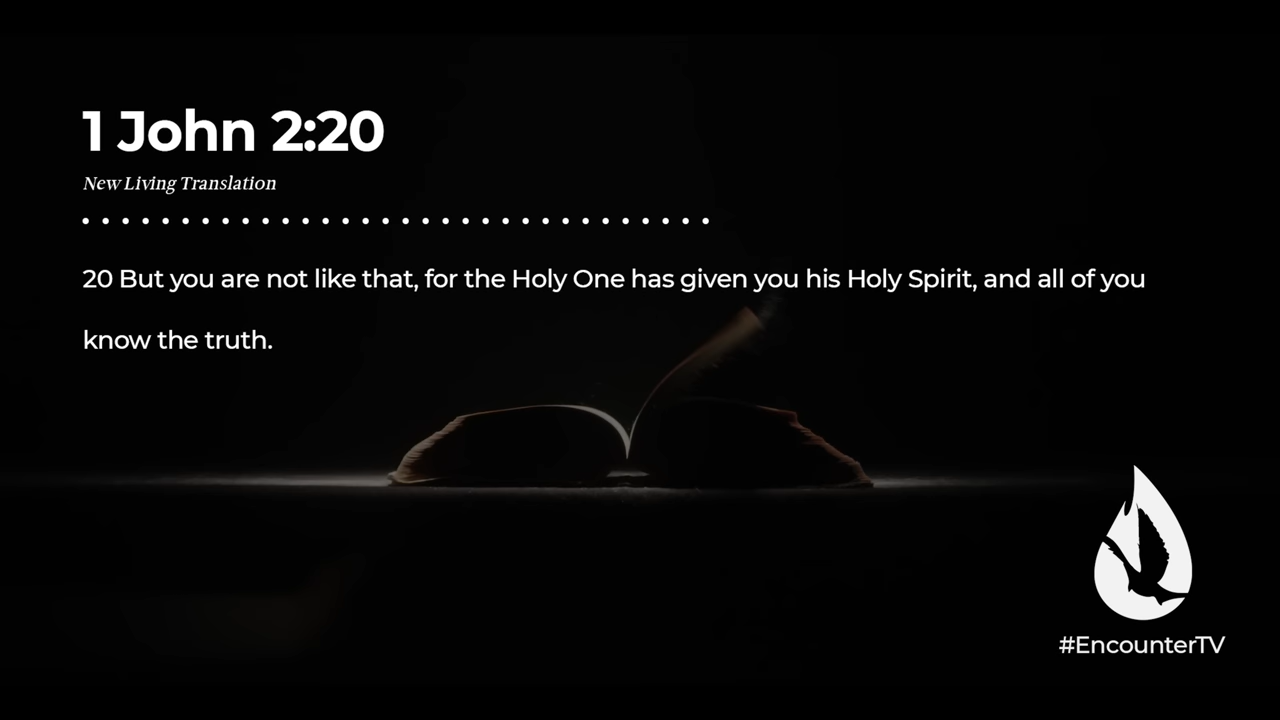 1 John 2:20
New Living Translation
20 But you are not like that, for the Holy One has given you his Holy Spirit, and all of you
know the truth.
#EncounterTV